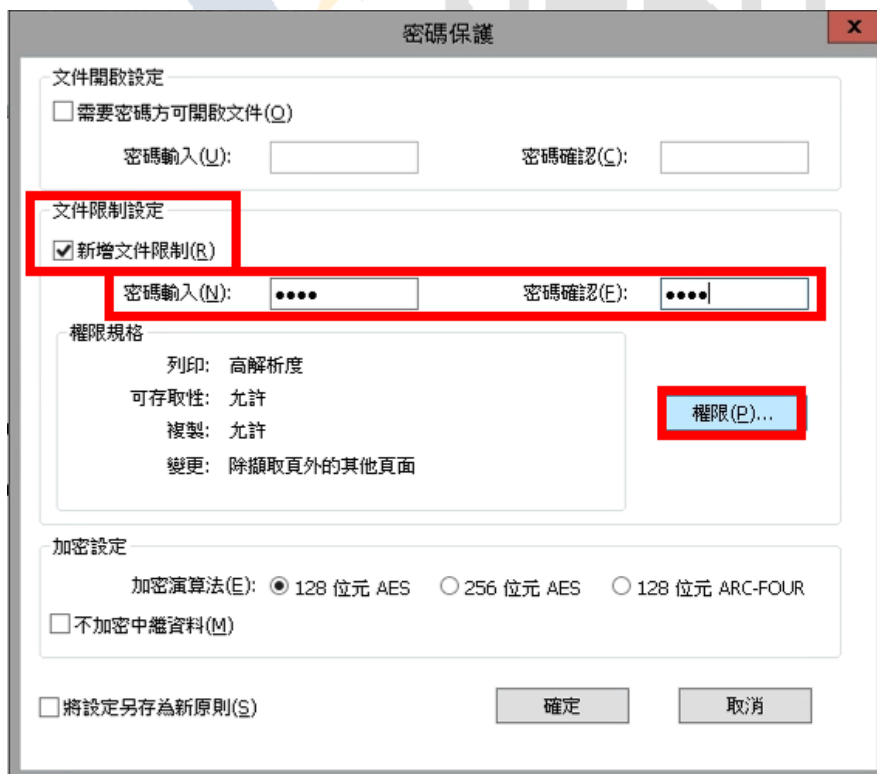 密碼保護
x
文件開啟設定
需要密碼方可開啟文件(O)
密碼輸入(U): 密碼確認(C):
文件限制設定
新增文件限制(R)
密碼輸入(N): •••• 密碼確認(F): ••••
權限規格
列印: 高解析度
可存取性: 允許
複製: 允許
變更: 除擷取頁外的其他頁面
權限(P)...
加密設定
加密演算法(E): 128 位元 AES 256 位元 AES 128 位元 ARC-FOUR
不加密中繼資料(M)
將設定另存為新原則(S) 確定 取消